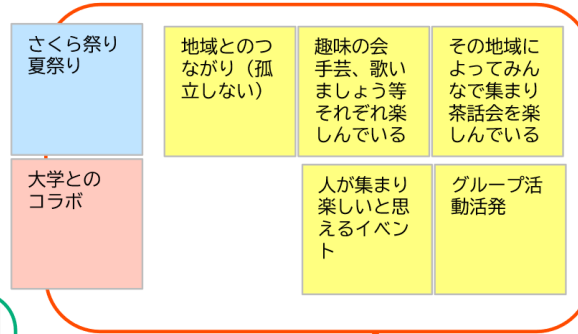 さくら祭り
夏祭り
地域とのつ
ながり（孤
立しない）
趣味の会
手芸、歌い
ましょう等
それぞれ楽
しんでいる
その地域に
よってみん
なで集まり
茶話会を楽
しんでいる
大学との
コラボ
人が集まり
楽しいと思
えるイベン
ト
グループ活
動活発